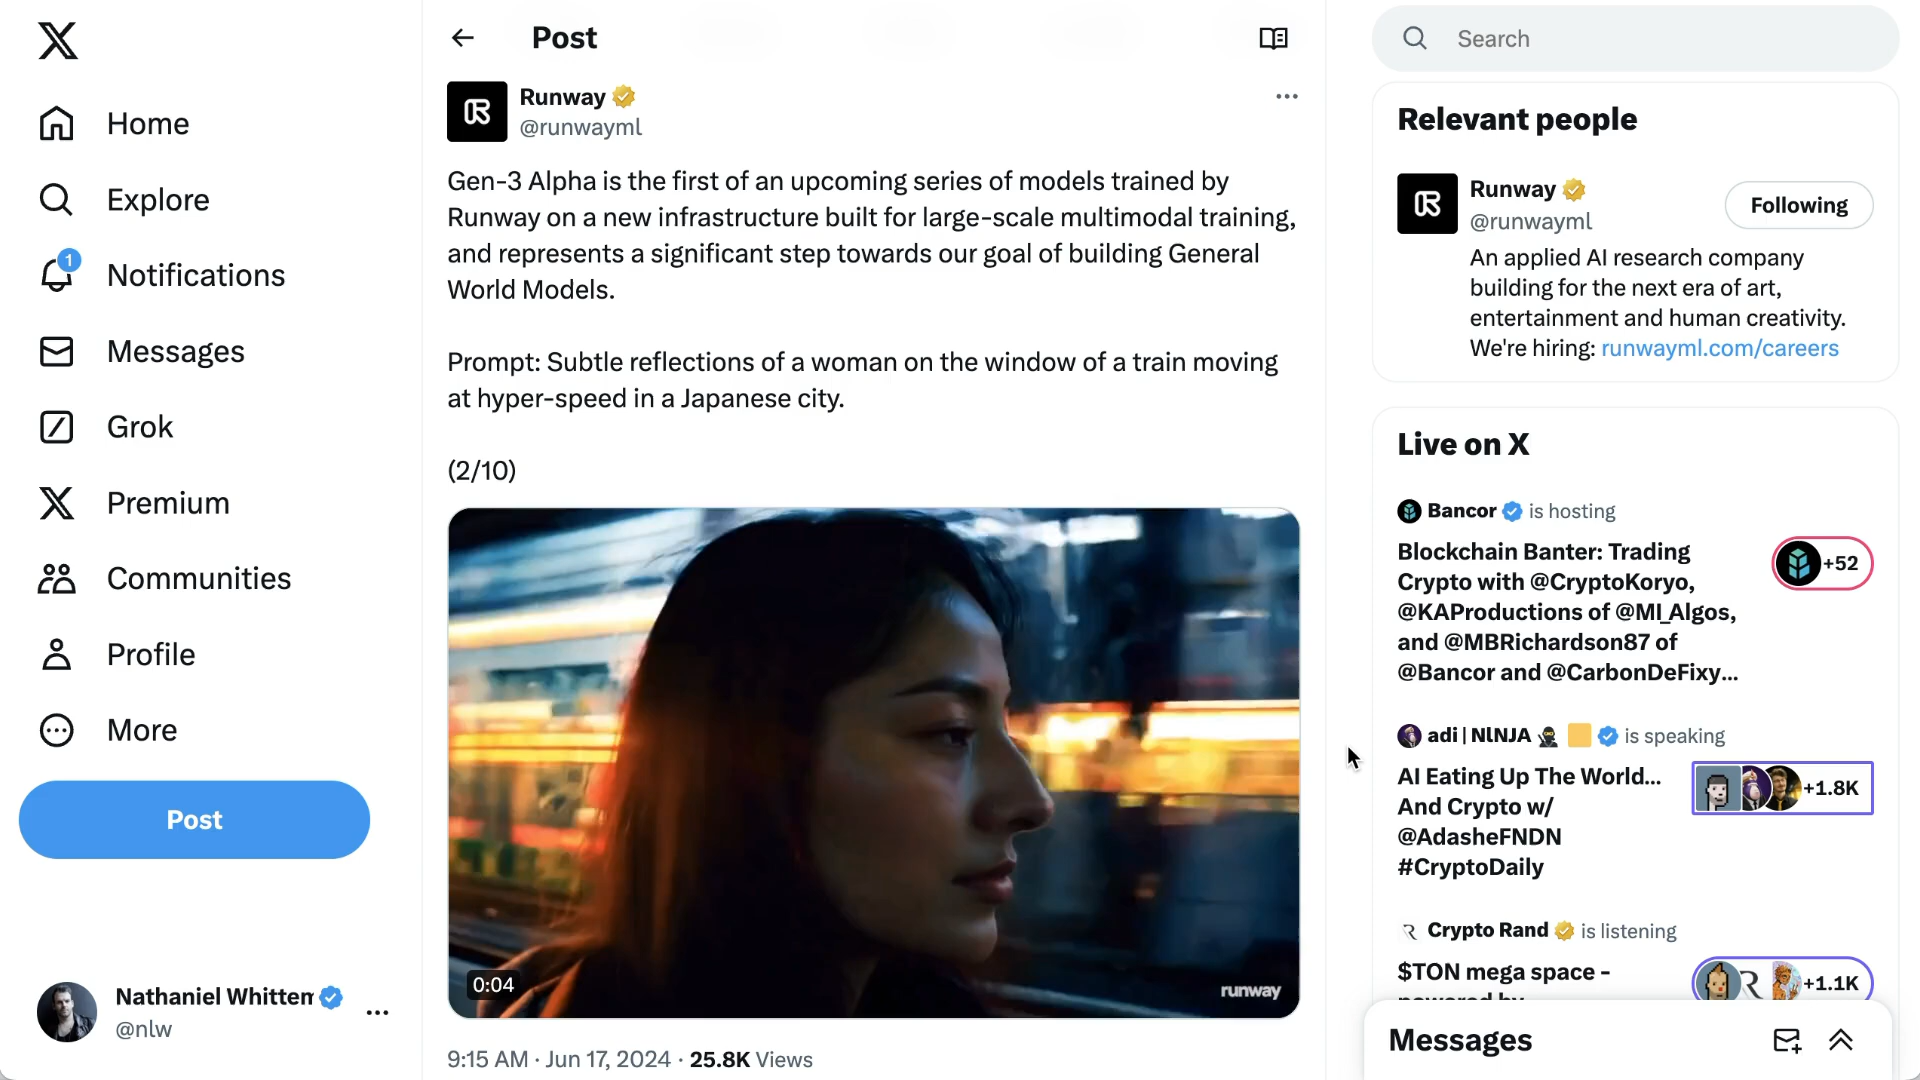 Home
Explore
1
Notifications
Messages
Grok
Premium
Communities
Profile
More
Post
Nathaniel Whittem
@nlw
Post
Runway
@runwayml
Gen-3 Alpha is the first of an upcoming series of models trained by
Runway on a new infrastructure built for large-scale multimodal training,
and represents a significant step towards our goal of building General
World Models.
Prompt: Subtle reflections of a woman on the window of a train moving
at hyper-speed in a Japanese city.
(2/10)
0:04
runway
9:15 AM · Jun 17, 2024 · 25.8K Views
Search
Relevant people
Runway
@runwayml
Following
An applied AI research company
building for the next era of art,
entertainment and human creativity.
We're hiring: runwayml.com/careers
Live on X
Bancor is hosting
Blockchain Banter: Trading
Crypto with @CryptoKoryo,
@KAProductions of @MI_Algos,
and @MBRichardson87 of
@Bancor and @CarbonDeFixy...
+52
adi | NINJA is speaking
AI Eating Up The World...
And Crypto w/
@AdasheFNDN
#CryptoDaily
+1.8K
Crypto Rand is listening
$TON mega space -
powered by
+1.1K
Messages